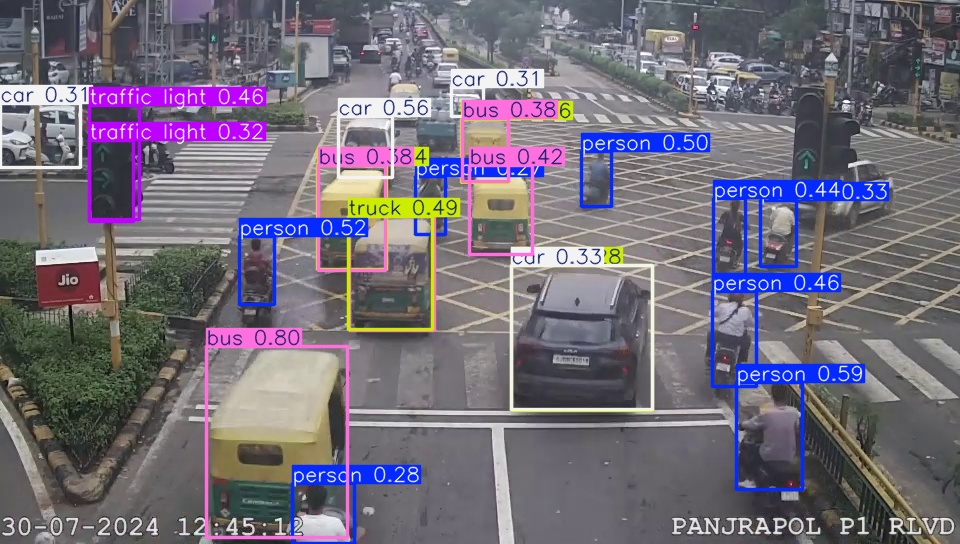 car 0.31
traffic light 0.46
traffic light 0.32
car 0.56
car 0.31
bus 0.38
6
bus 0.38
4
bus 0.42
person 0.50
person 0.44
0.33
truck 0.49
person 0.52
car 0.33
8
person 0.46
Jio
bus 0.80
person 0.59
person 0.28
30-07-2024 12:45:12
PANJRAPOL P1 RLVD